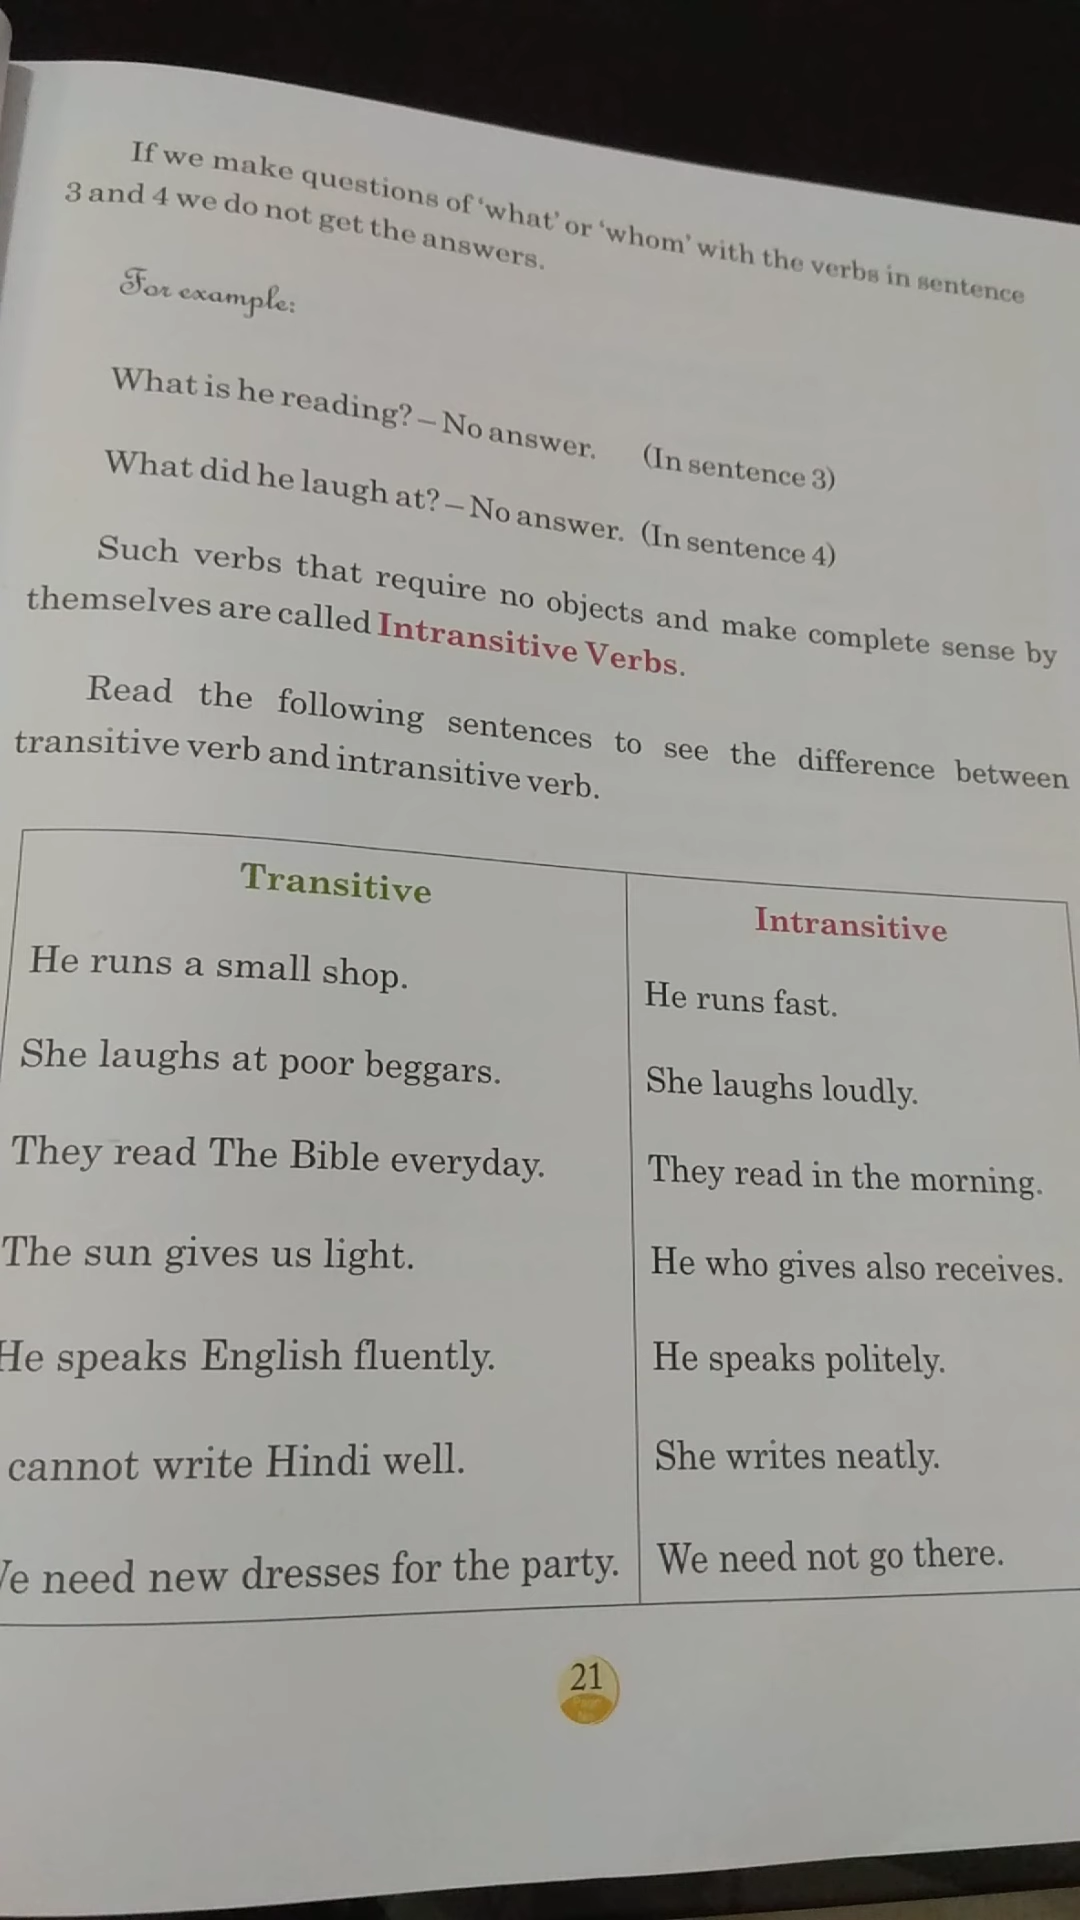 If we make questions of ‘what’ or ‘whom’ with the verbs in sentence
3 and 4 we do not get the answers.
For example:
What is he reading? – No answer. (In sentence 3)
What did he laugh at? – No answer. (In sentence 4)
Such verbs that require no objects and make complete sense by
themselves are called Intransitive Verbs.
Read the following sentences to see the difference between
transitive verb and intransitive verb.
Transitive
Intransitive
He runs a small shop.
He runs fast.
She laughs at poor beggars.
She laughs loudly.
They read The Bible everyday.
They read in the morning.
The sun gives us light.
He who gives also receives.
He speaks English fluently.
He speaks politely.
cannot write Hindi well.
She writes neatly.
We need new dresses for the party.
We need not go there.
21